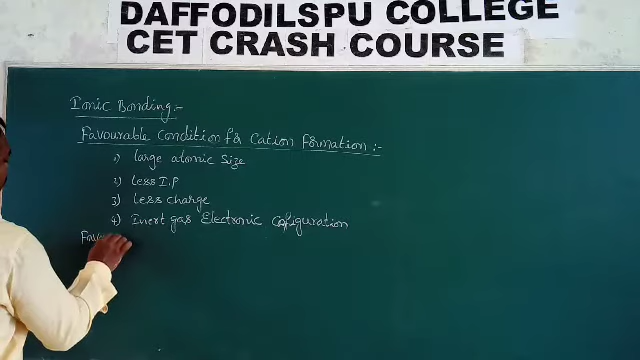 DAFFODILSPU COLLEGE
CET CRASH COURSE
Ionic Bonding :-
Favourable Condition for Cation Formation :-
1) large atomic Size
2) less I.P
3) less charge
4) Inert gas Electronic Configuration